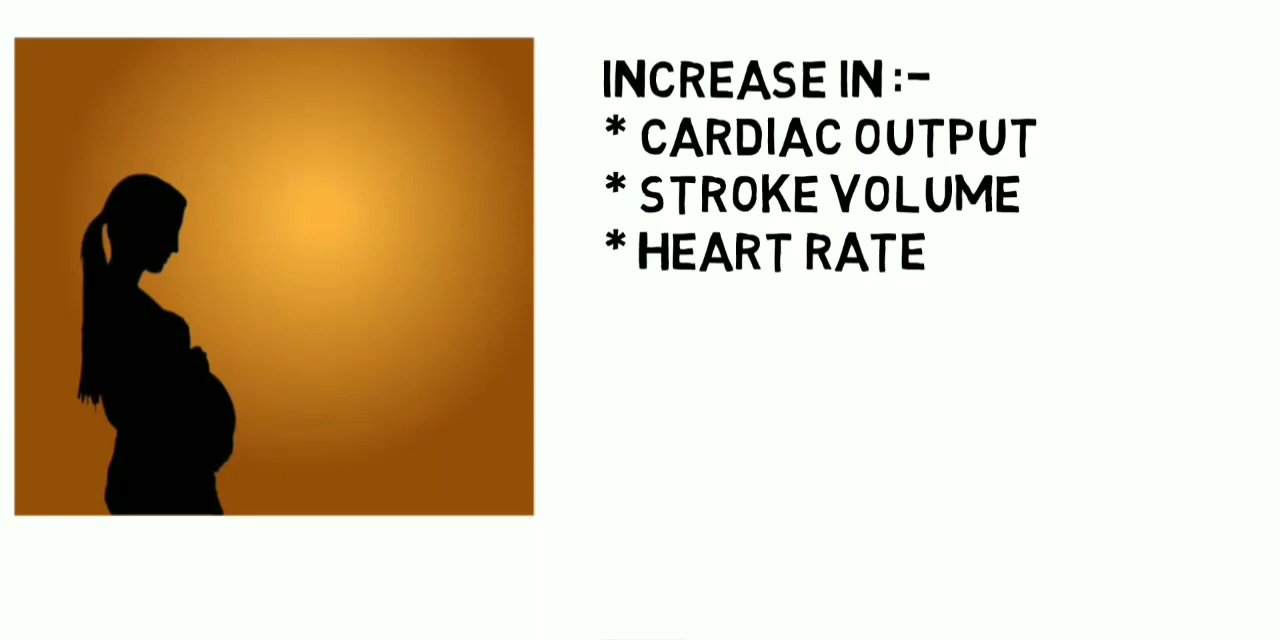 INCREASE IN :-
* CARDIAC OUTPUT
* STROKE VOLUME
* HEART RATE